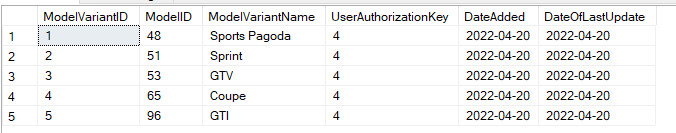 ModelVariantID ModelID ModelVariantName UserAuthorizationKey DateAdded DateOfLastUpdate
1 1 48 Sports Pagoda 4 2022-04-20 2022-04-20
2 2 51 Sprint 4 2022-04-20 2022-04-20
3 3 53 GTV 4 2022-04-20 2022-04-20
4 4 65 Coupe 4 2022-04-20 2022-04-20
5 5 96 GTI 4 2022-04-20 2022-04-20